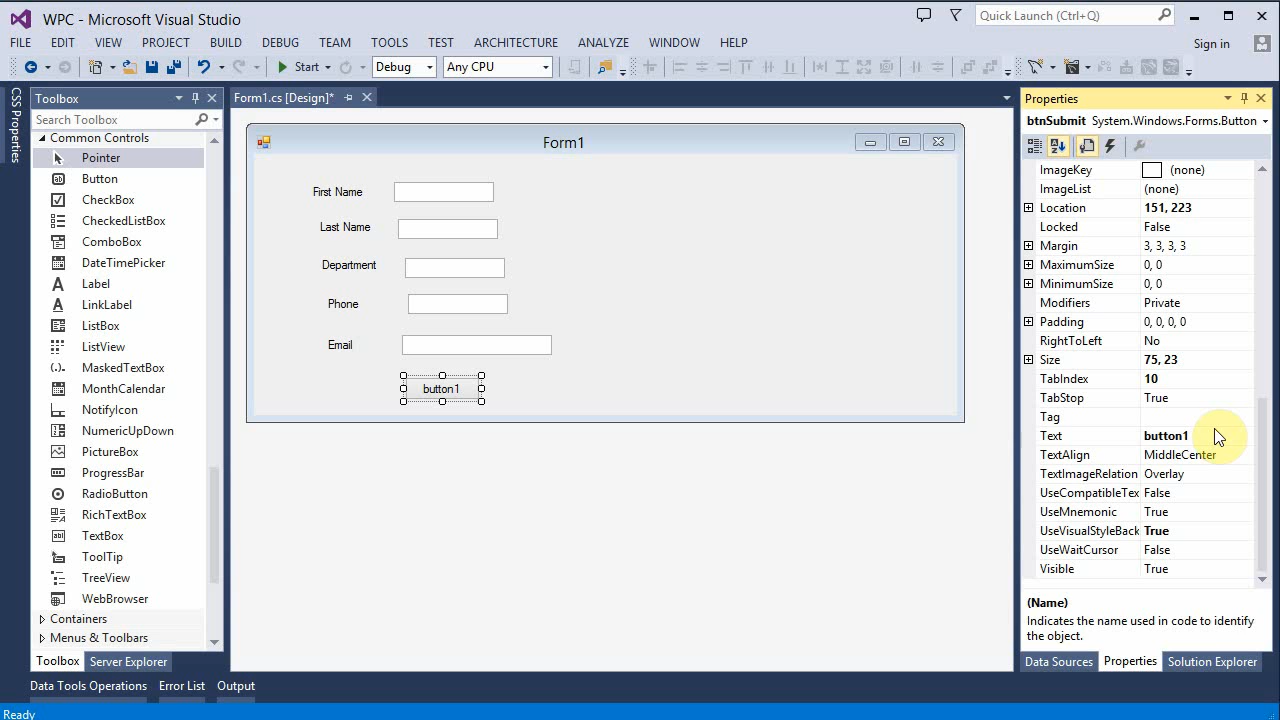 WPC - Microsoft Visual Studio
Quick Launch (Ctrl+Q)
FILE EDIT VIEW PROJECT BUILD DEBUG TEAM TOOLS TEST ARCHITECTURE ANALYZE WINDOW HELP
Sign in
Start Debug Any CPU
CSS Properties
Toolbox
Search Toolbox
Common Controls
Pointer
Button
CheckBox
CheckedListBox
ComboBox
DateTimePicker
Label
LinkLabel
ListBox
ListView
MaskedTextBox
MonthCalendar
NotifyIcon
NumericUpDown
PictureBox
ProgressBar
RadioButton
RichTextBox
TextBox
ToolTip
TreeView
WebBrowser
Containers
Menus & Toolbars
Toolbox Server Explorer
Form1.cs [Design]*
Form1
First Name
Last Name
Department
Phone
Email
button1
Properties
btnSubmit System.Windows.Forms.Button
ImageKey (none)
ImageList (none)
Location 151, 223
Locked False
Margin 3, 3, 3, 3
MaximumSize 0, 0
MinimumSize 0, 0
Modifiers Private
Padding 0, 0, 0, 0
RightToLeft No
Size 75, 23
TabIndex 10
TabStop True
Tag
Text button1
TextAlign MiddleCenter
TextImageRelation Overlay
UseCompatibleTex False
UseMnemonic True
UseVisualStyleBack True
UseWaitCursor False
Visible True
(Name)
Indicates the name used in code to identify
the object.
Data Sources Properties Solution Explorer
Data Tools Operations Error List Output
Ready